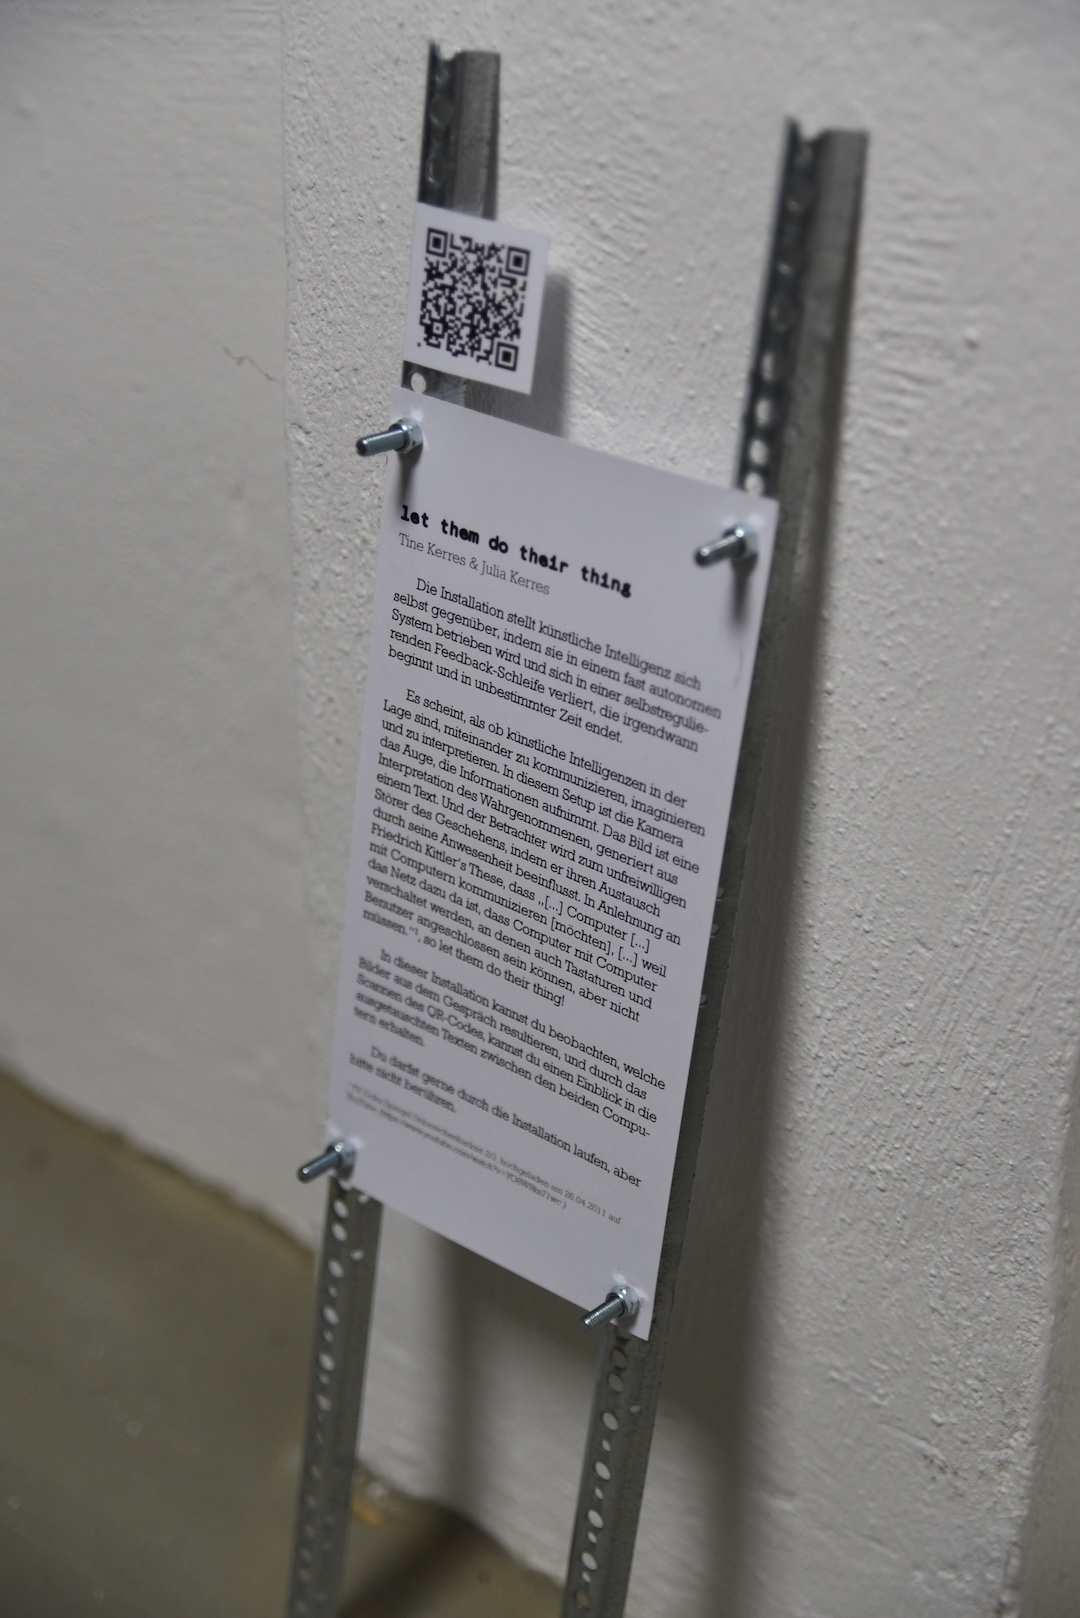 let them do their thing
Tine Kerres & Julia Kerres
Die Installation stellt künstliche Intelligenz sich
selbst gegenüber, indem sie in einem fast autonomen
System betrieben wird und sich in einer selbstregulie-
renden Feedback-Schleife verliert, die irgendwann
beginnt und in unbestimmter Zeit endet.
Es scheint, als ob künstliche Intelligenzen in der
Lage sind, miteinander zu kommunizieren, imaginieren
und zu interpretieren. In diesem Setup ist die Kamera
das Auge, die Informationen aufnimmt. Das Bild ist eine
Interpretation des Wahrgenommenen, generiert aus
einem Text. Und der Betrachter wird zum unfreiwilligen
Störer des Geschehens, indem er ihren Austausch
durch seine Anwesenheit beeinflusst. In Anlehnung an
Friedrich Kittler's These, dass „[...] Computer [...]
mit Computern kommunizieren [möchten], [...] weil
das Netz dazu da ist, dass Computer mit Computer
verschaltet werden, an denen auch Tastaturen und
Benutzer angeschlossen sein können, aber nicht
müssen."¹, so let them do their thing!
In dieser Installation kannst du beobachten, welche
Bilder aus dem Gespräch resultieren, und durch das
Scannen des QR-Codes, kannst du einen Einblick in die
ausgetauschten Texten zwischen den beiden Compu-
tern erhalten.
Du darfst gerne durch die Installation laufen, aber
bitte nicht berühren.
2/3, hochgeladen am 26.04.2011 auf
YouTube